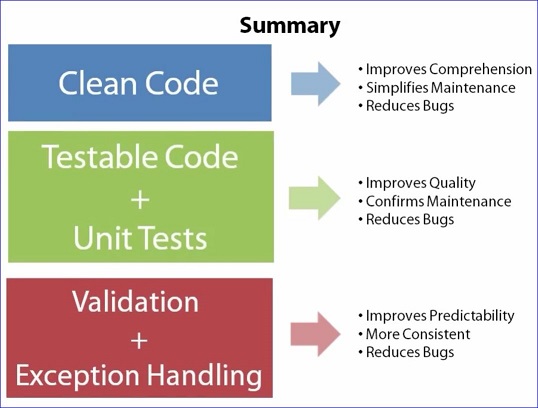 Summary
Clean Code
• Improves Comprehension
• Simplifies Maintenance
• Reduces Bugs
Testable Code
+
Unit Tests
• Improves Quality
• Confirms Maintenance
• Reduces Bugs
Validation
+
Exception Handling
• Improves Predictability
• More Consistent
• Reduces Bugs